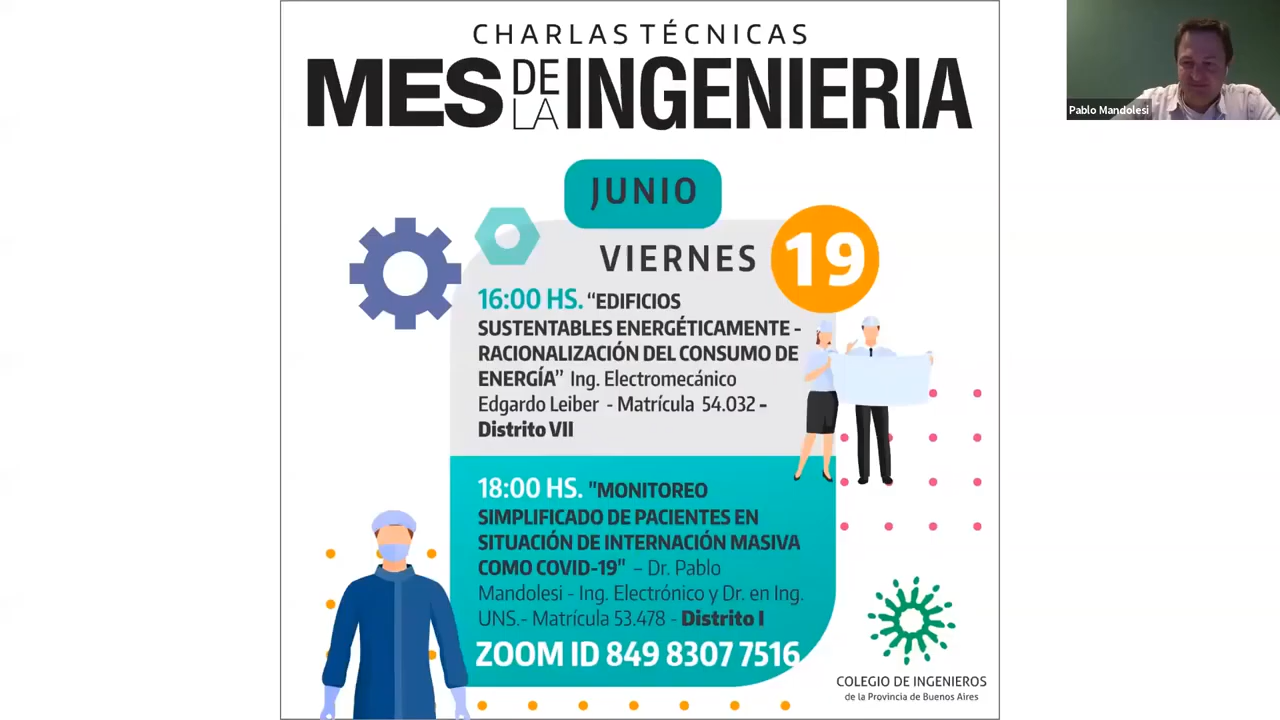 CHARLAS TÉCNICAS
MES DE LA INGENIERIA
JUNIO
VIERNES 19
16:00 HS. “EDIFICIOS
SUSTENTABLES ENERGÉTICAMENTE -
RACIONALIZACIÓN DEL CONSUMO DE
ENERGÍA” Ing. Electromecánico
Edgardo Leiber - Matrícula 54.032 -
Distrito VII
18:00 HS. "MONITOREO
SIMPLIFICADO DE PACIENTES EN
SITUACIÓN DE INTERNACIÓN MASIVA
COMO COVID-19" – Dr. Pablo
Mandolesi - Ing. Electrónico y Dr. en Ing.
UNS.- Matrícula 53.478 - Distrito I
ZOOM ID 849 8307 7516
COLEGIO DE INGENIEROS
de la Provincia de Buenos Aires
Pablo Mandolesi